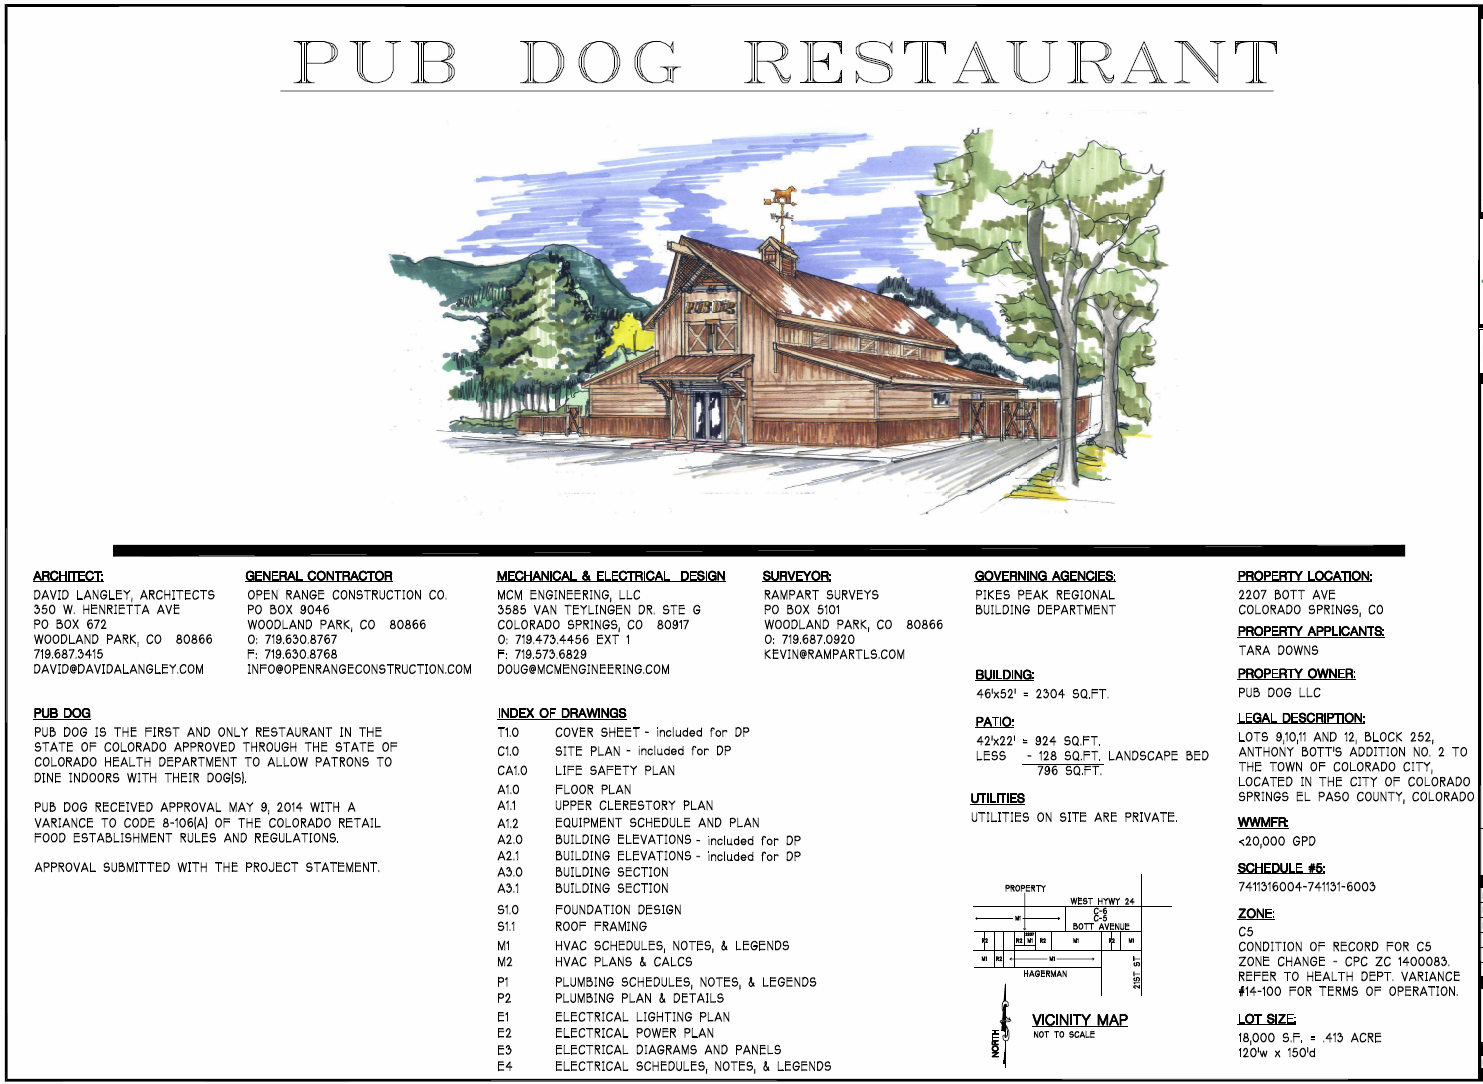 PUB DOG RESTAURANT
PUB DOG
ARCHITECT:
DAVID LANGLEY, ARCHITECTS
350 W. HENRIETTA AVE
PO BOX 672
WOODLAND PARK, CO 80866
719.687.3415
DAVID@DAVIDALANGLEY.COM
GENERAL CONTRACTOR
OPEN RANGE CONSTRUCTION CO.
PO BOX 9046
WOODLAND PARK, CO 80866
O: 719.630.8767
F: 719.630.8768
INFO@OPENRANGECONSTRUCTION.COM
MECHANICAL & ELECTRICAL DESIGN
MCM ENGINEERING, LLC
3585 VAN TEYLINGEN DR. STE G
COLORADO SPRINGS, CO 80917
O: 719.473.4456 EXT 1
F: 719.573.6829
DOUG@MCMENGINEERING.COM
SURVEYOR:
RAMPART SURVEYS
PO BOX 5101
WOODLAND PARK, CO 80866
O: 719.687.0920
KEVIN@RAMPARTLS.COM
GOVERNING AGENCIES:
PIKES PEAK REGIONAL
BUILDING DEPARTMENT
PROPERTY LOCATION:
2207 BOTT AVE
COLORADO SPRINGS, CO
PROPERTY APPLICANTS:
TARA DOWNS
PROPERTY OWNER:
PUB DOG LLC
LEGAL DESCRIPTION:
LOTS 9,10,11 AND 12, BLOCK 252,
ANTHONY BOTT'S ADDITION NO. 2 TO
THE TOWN OF COLORADO CITY,
LOCATED IN THE CITY OF COLORADO
SPRINGS EL PASO COUNTY, COLORADO
WWMFR:
<20,000 GPD
SCHEDULE #5:
7411316004-741131-6003
ZONE:
C5
CONDITION OF RECORD FOR C5
ZONE CHANGE - CPC ZC 1400083.
REFER TO HEALTH DEPT. VARIANCE
#14-100 FOR TERMS OF OPERATION.
LOT SIZE:
18,000 S.F. = .413 ACRE
120'w x 150'd
PUB DOG
PUB DOG IS THE FIRST AND ONLY RESTAURANT IN THE
STATE OF COLORADO APPROVED THROUGH THE STATE OF
COLORADO HEALTH DEPARTMENT TO ALLOW PATRONS TO
DINE INDOORS WITH THEIR DOG(S).
PUB DOG RECEIVED APPROVAL MAY 9, 2014 WITH A
VARIANCE TO CODE 8-106(A) OF THE COLORADO RETAIL
FOOD ESTABLISHMENT RULES AND REGULATIONS.
APPROVAL SUBMITTED WITH THE PROJECT STATEMENT.
INDEX OF DRAWINGS
T1.0 COVER SHEET - included for DP
C1.0 SITE PLAN - included for DP
CA1.0 LIFE SAFETY PLAN
A1.0 FLOOR PLAN
A1.1 UPPER CLERESTORY PLAN
A1.2 EQUIPMENT SCHEDULE AND PLAN
A2.0 BUILDING ELEVATIONS - included for DP
A2.1 BUILDING ELEVATIONS - included for DP
A3.0 BUILDING SECTION
A3.1 BUILDING SECTION
S1.0 FOUNDATION DESIGN
S1.1 ROOF FRAMING
M1 HVAC SCHEDULES, NOTES, & LEGENDS
M2 HVAC PLANS & CALCS
P1 PLUMBING SCHEDULES, NOTES, & LEGENDS
P2 PLUMBING PLAN & DETAILS
E1 ELECTRICAL LIGHTING PLAN
E2 ELECTRICAL POWER PLAN
E3 ELECTRICAL DIAGRAMS AND PANELS
E4 ELECTRICAL SCHEDULES, NOTES, & LEGENDS
BUILDING:
46'x52' = 2304 SQ.FT.
PATIO:
42'x22' = 924 SQ.FT.
LESS - 128 SQ.FT. LANDSCAPE BED
796 SQ.FT.
UTILITIES
UTILITIES ON SITE ARE PRIVATE.
PROPERTY
WEST HYWY 24
M1 C-6
C-5
BOTT AVENUE
2207
R2 R2 M1 R2 M1 R2 M1
M1 R2 M1
HAGERMAN
21ST ST
NORTH
VICINITY MAP
NOT TO SCALE